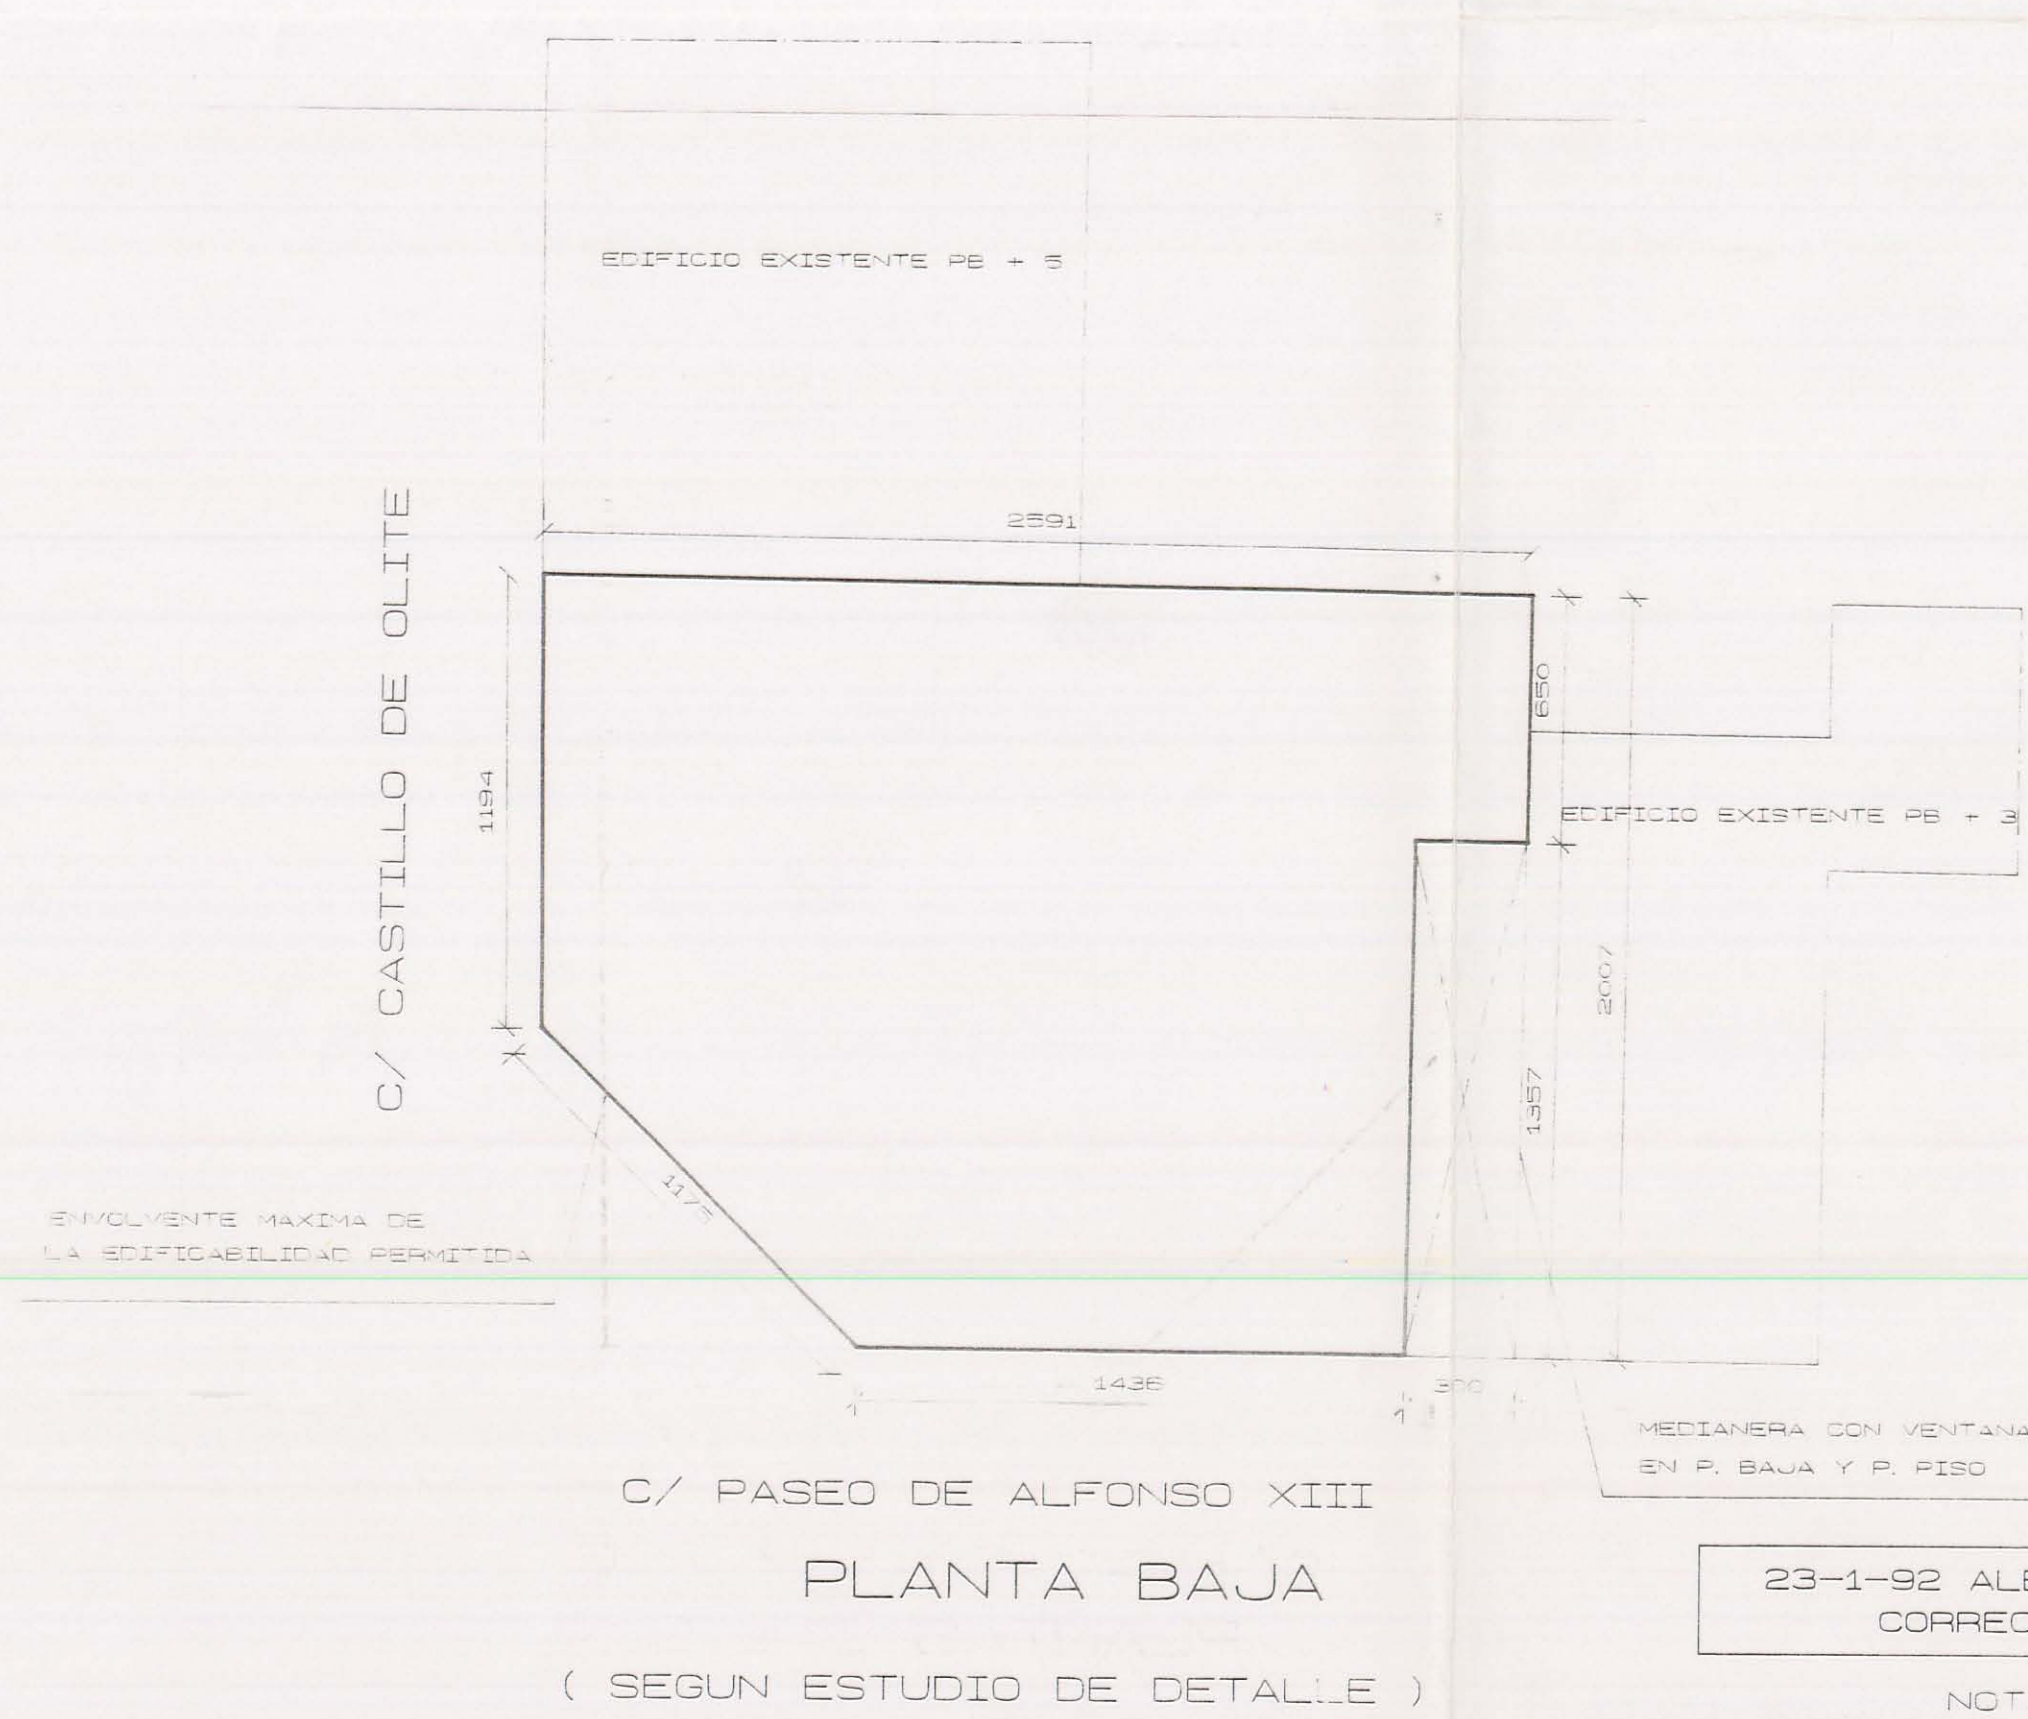 EDIFICIO EXISTENTE PB + 5
2591
C/ CASTILLO DE OLITE
1194
650
EDIFICIO EXISTENTE PB + 3
2007
1357
1175
ENVOLVENTE MAXIMA DE
LA EDIFICABILIDAD PERMITIDA
1436
300
MEDIANERA CON VENTANA
EN P. BAJA Y P. PISO
C/ PASEO DE ALFONSO XIII
PLANTA BAJA
23-1-92 ALE
CORREC
( SEGUN ESTUDIO DE DETALLE )
NOT